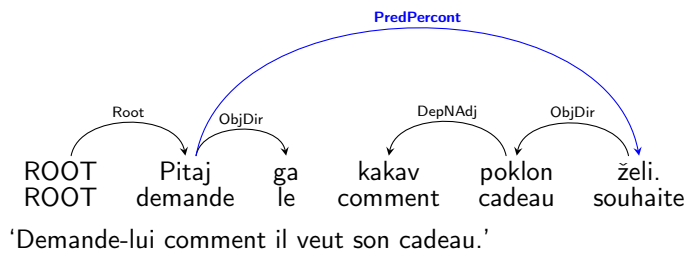 PredPercont
Root ObjDir DepNAdj ObjDir
ROOT Pitaj ga kakav poklon želi.
ROOT demande le comment cadeau souhaite
‘Demande-lui comment il veut son cadeau.’